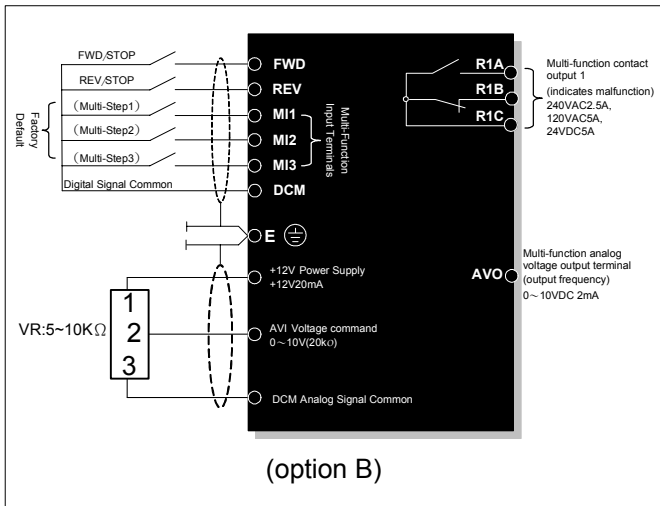 FWD/STOP
REV/STOP
(Multi-Step1)
(Multi-Step2)
(Multi-Step3)
Digital Signal Common
Factory
Default
FWD
REV
MI1
MI2
MI3
DCM
Multi-Function
Input Terminals
E
+12V Power Supply
+12V20mA
AVI Voltage command
0~10V(20kΩ)
DCM Analog Signal Common
VR:5~10KΩ
1
2
3
R1A
R1B
R1C
Multi-function contact
output 1
(indicates malfunction)
240VAC2.5A,
120VAC5A,
24VDC5A
AVO
Multi-function analog
voltage output terminal
(output frequency)
0~10VDC 2mA
(option B)